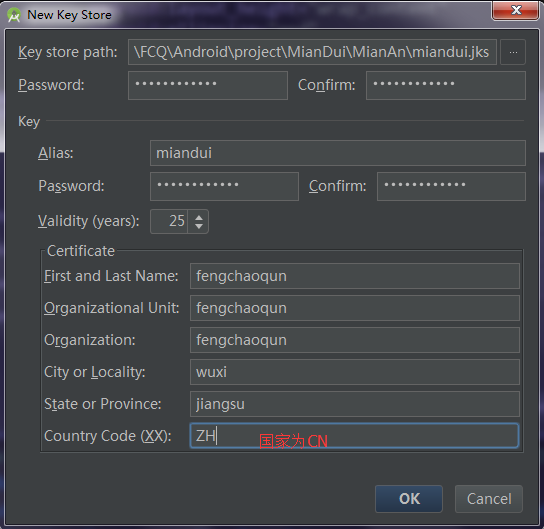 New Key Store
Key store path: \FCQ\Android\project\MianDui\MianAn\miandui.jks ...
Password: •••••••••••• Confirm: ••••••••••••
Key
Alias: miandui
Password: •••••••••••• Confirm: ••••••••••••
Validity (years): 25
Certificate
First and Last Name: fengchaoqun
Organizational Unit: fengchaoqun
Organization: fengchaoqun
City or Locality: wuxi
State or Province: jiangsu
Country Code (XX): ZH 国家为CN
OK Cancel